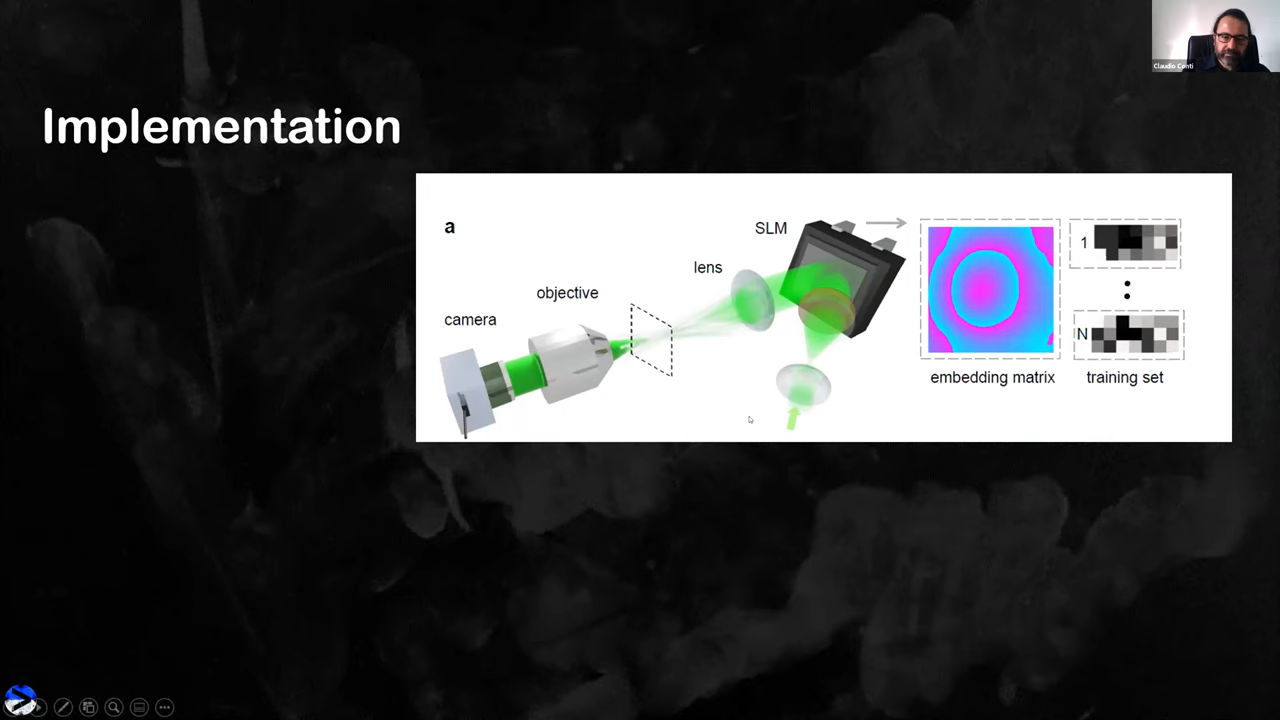 Claudio Conti
Implementation
a
SLM
lens
objective
camera
1
N
embedding matrix
training set